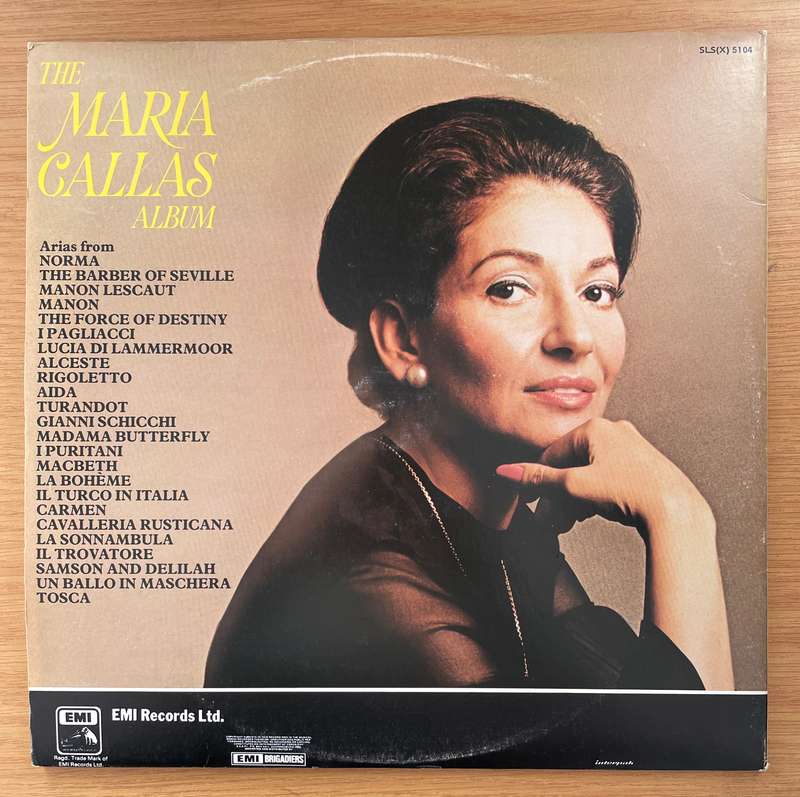 SLS(X) 5104
THE
MARIA
CALLAS
ALBUM
Arias from
NORMA
THE BARBER OF SEVILLE
MANON LESCAUT
MANON
THE FORCE OF DESTINY
I PAGLIACCI
LUCIA DI LAMMERMOOR
ALCESTE
RIGOLETTO
AIDA
TURANDOT
GIANNI SCHICCHI
MADAMA BUTTERFLY
I PURITANI
MACBETH
LA BOHÈME
IL TURCO IN ITALIA
CARMEN
CAVALLERIA RUSTICANA
LA SONNAMBULA
IL TROVATORE
SAMSON AND DELILAH
UN BALLO IN MASCHERA
TOSCA
EMI
EMI Records Ltd.
Regd. Trade Mark of
EMI Records Ltd.
EMI BRIGADIERS
interpak